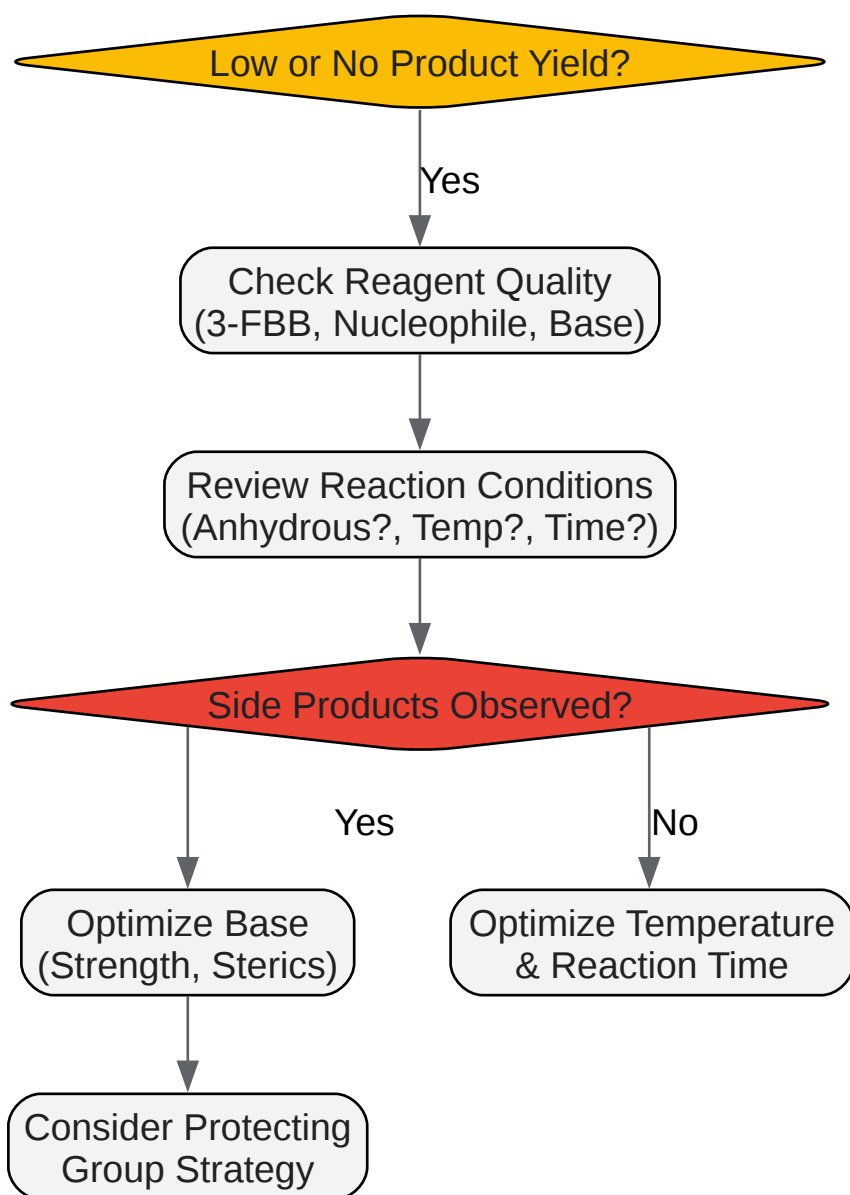 Low or No Product Yield?
Yes
Check Reagent Quality
(3-FBB, Nucleophile, Base)
Review Reaction Conditions
(Anhydrous?, Temp?, Time?)
Side Products Observed?
Yes
No
Optimize Base
(Strength, Sterics)
Optimize Temperature
& Reaction Time
Consider Protecting
Group Strategy